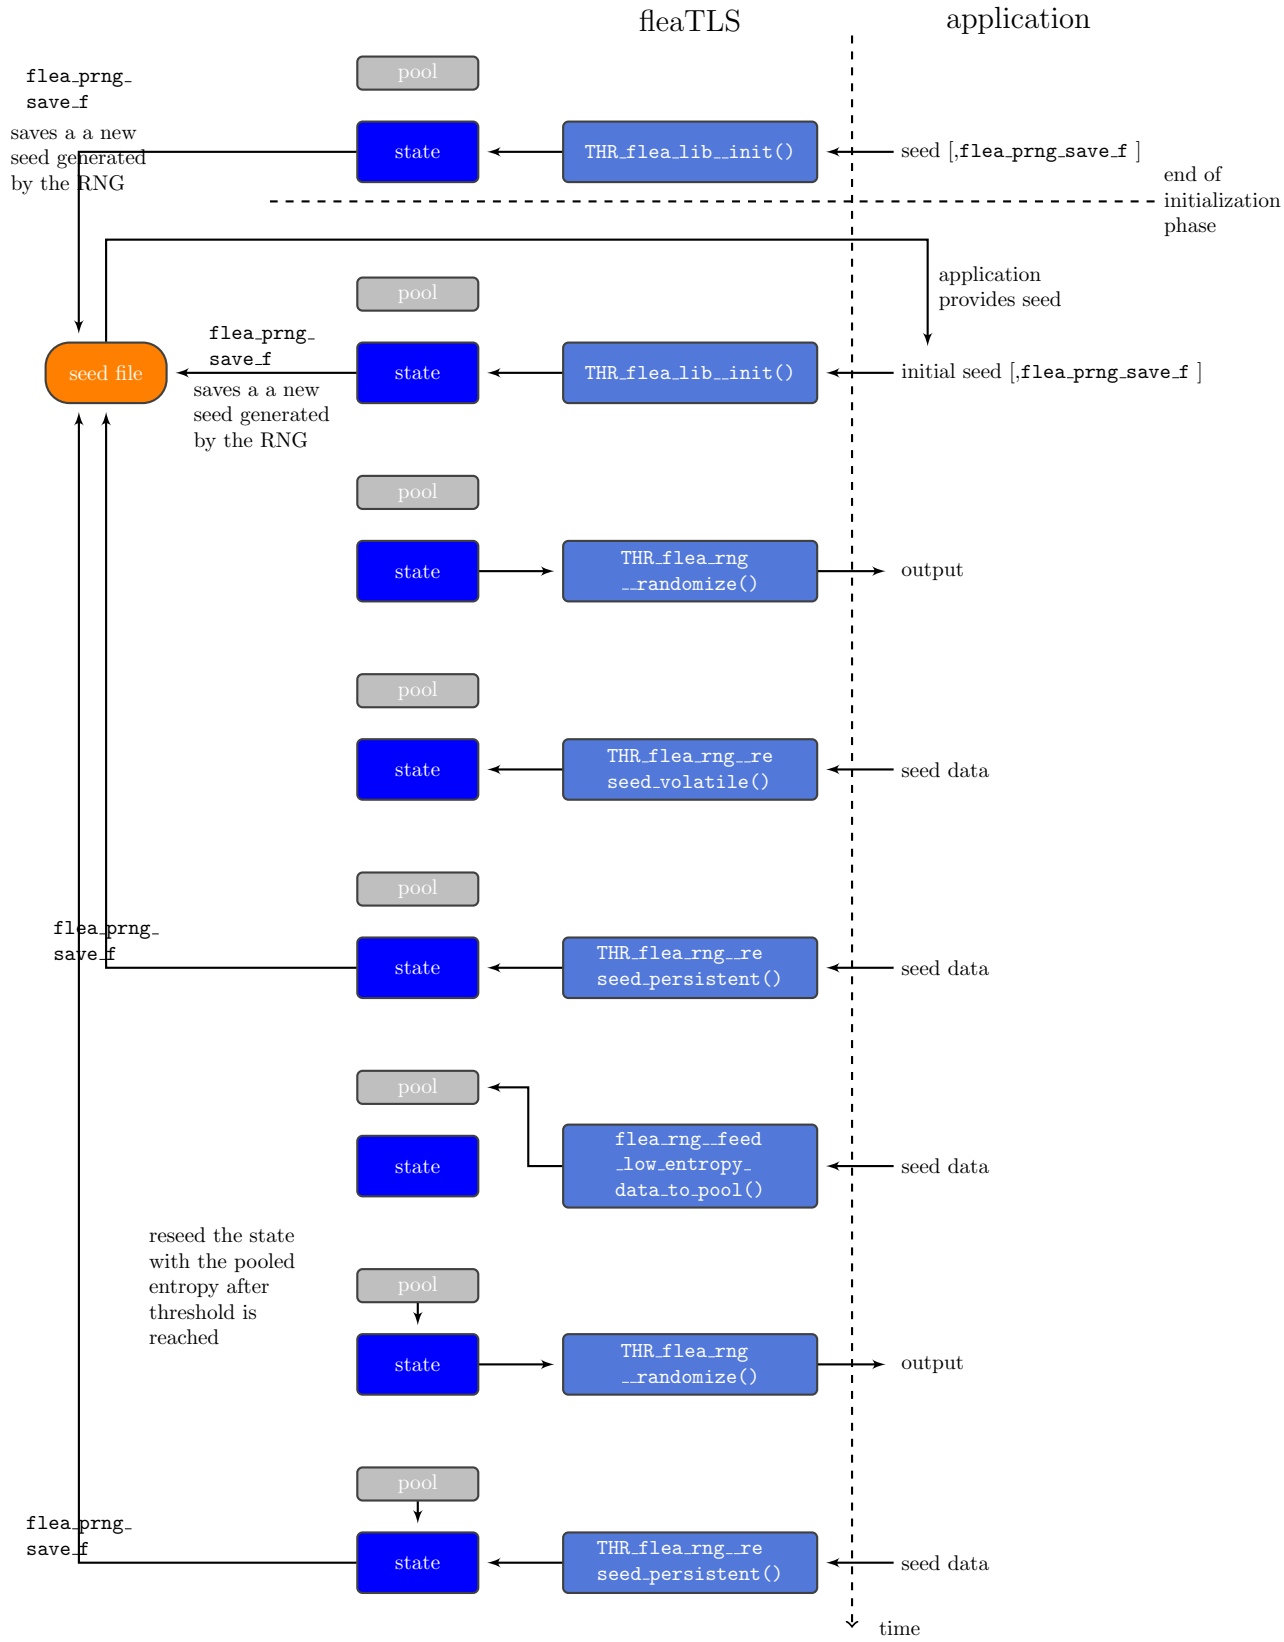 fleaTLS
application
flea_prng_
save_f
saves a a new
seed generated
by the RNG
pool
state
THR_flea_lib__init()
seed [,flea_prng_save_f ]
end of
initialization
phase
application
provides seed
pool
seed file
flea_prng_
save_f
saves a a new
seed generated
by the RNG
state
THR_flea_lib__init()
initial seed [,flea_prng_save_f ]
pool
state
THR_flea_rng
__randomize()
output
pool
state
THR_flea_rng__re
seed_volatile()
seed data
pool
flea_prng_
save_f
state
THR_flea_rng__re
seed_persistent()
seed data
pool
state
flea_rng__feed
_low_entropy_
data_to_pool()
seed data
reseed the state
with the pooled
entropy after
threshold is
reached
pool
state
THR_flea_rng
__randomize()
output
pool
flea_prng_
save_f
state
THR_flea_rng__re
seed_persistent()
seed data
time